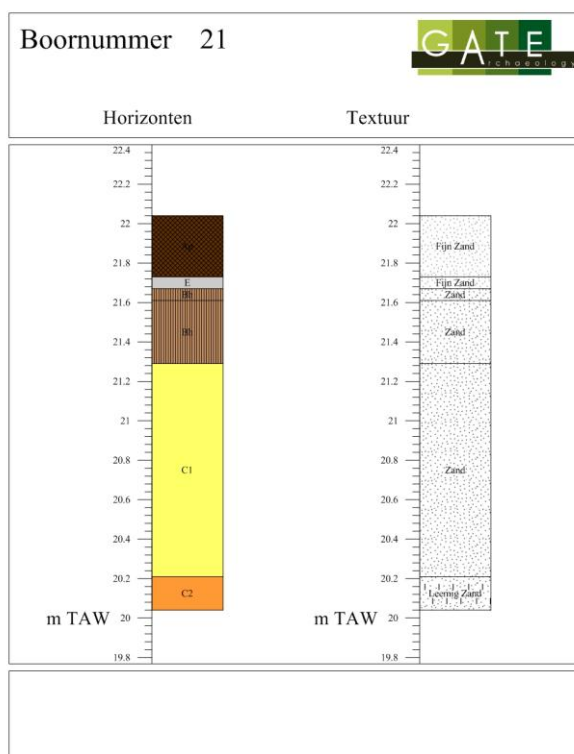 Boornummer 21
GATE
rchaeology
Horizonten Textuur
22.4 22.4
22.2 22.2
22 22
Ap Fijn Zand
21.8 21.8
E Fijn Zand
Bh Zand
21.6 21.6
Bh Zand
21.4 21.4
21.2 21.2
21 21
20.8 20.8
C1 Zand
20.6 20.6
20.4 20.4
20.2 20.2
C2 Leemig Zand
m TAW 20 m TAW 20
19.8 19.8